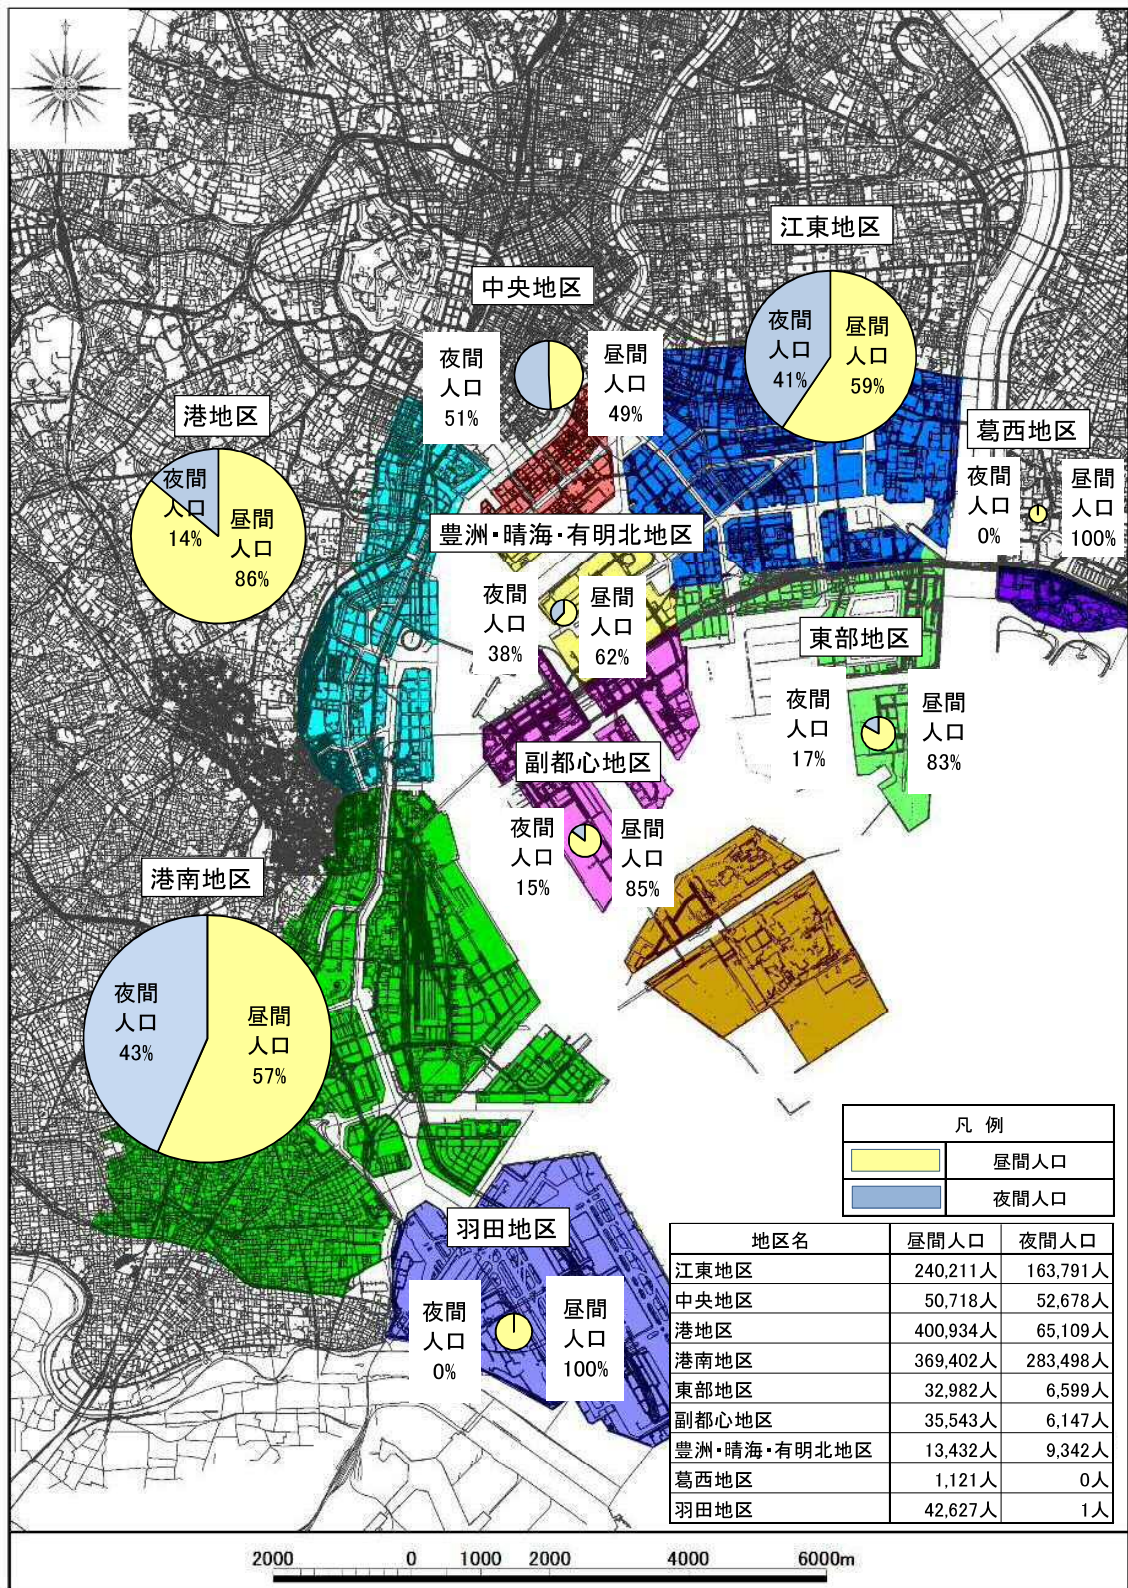 江東地区
夜間
人口
41%
昼間
人口
59%
中央地区
夜間
人口
51%
昼間
人口
49%
港地区
夜間
人口
14%
昼間
人口
86%
葛西地区
夜間
人口
0%
昼間
人口
100%
豊洲・晴海・有明北地区
夜間
人口
38%
昼間
人口
62%
東部地区
夜間
人口
17%
昼間
人口
83%
副都心地区
夜間
人口
15%
昼間
人口
85%
港南地区
夜間
人口
43%
昼間
人口
57%
羽田地区
夜間
人口
0%
昼間
人口
100%
凡 例
昼間人口
夜間人口
地区名 昼間人口 夜間人口
江東地区 240,211人 163,791人
中央地区 50,718人 52,678人
港地区 400,934人 65,109人
港南地区 369,402人 283,498人
東部地区 32,982人 6,599人
副都心地区 35,543人 6,147人
豊洲・晴海・有明北地区 13,432人 9,342人
葛西地区 1,121人 0人
羽田地区 42,627人 1人
2000 0 1000 2000 4000 6000m